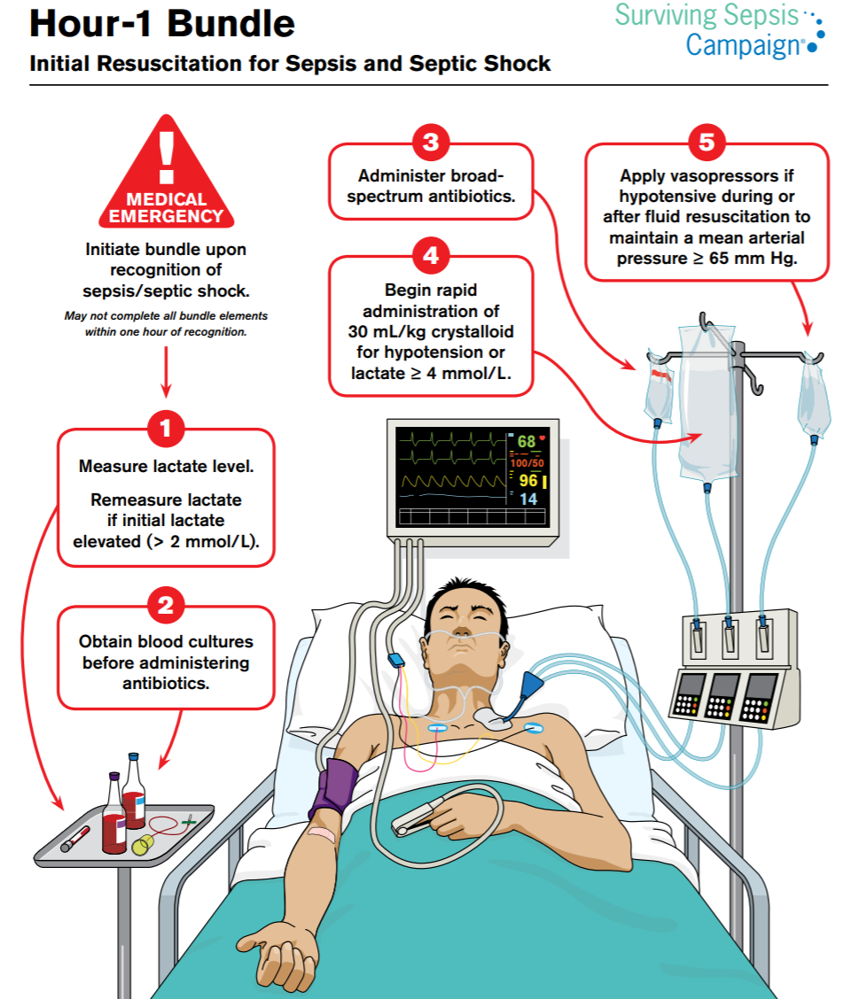 Hour-1 Bundle
Initial Resuscitation for Sepsis and Septic Shock
Surviving Sepsis
Campaign®
!
MEDICAL
EMERGENCY
Initiate bundle upon
recognition of
sepsis/septic shock.
May not complete all bundle elements
within one hour of recognition.
1
Measure lactate level.
Remeasure lactate
if initial lactate
elevated (> 2 mmol/L).
2
Obtain blood cultures
before administering
antibiotics.
3
Administer broad-
spectrum antibiotics.
4
Begin rapid
administration of
30 mL/kg crystalloid
for hypotension or
lactate ≥ 4 mmol/L.
5
Apply vasopressors if
hypotensive during or
after fluid resuscitation to
maintain a mean arterial
pressure ≥ 65 mm Hg.
68
100/50
96
14